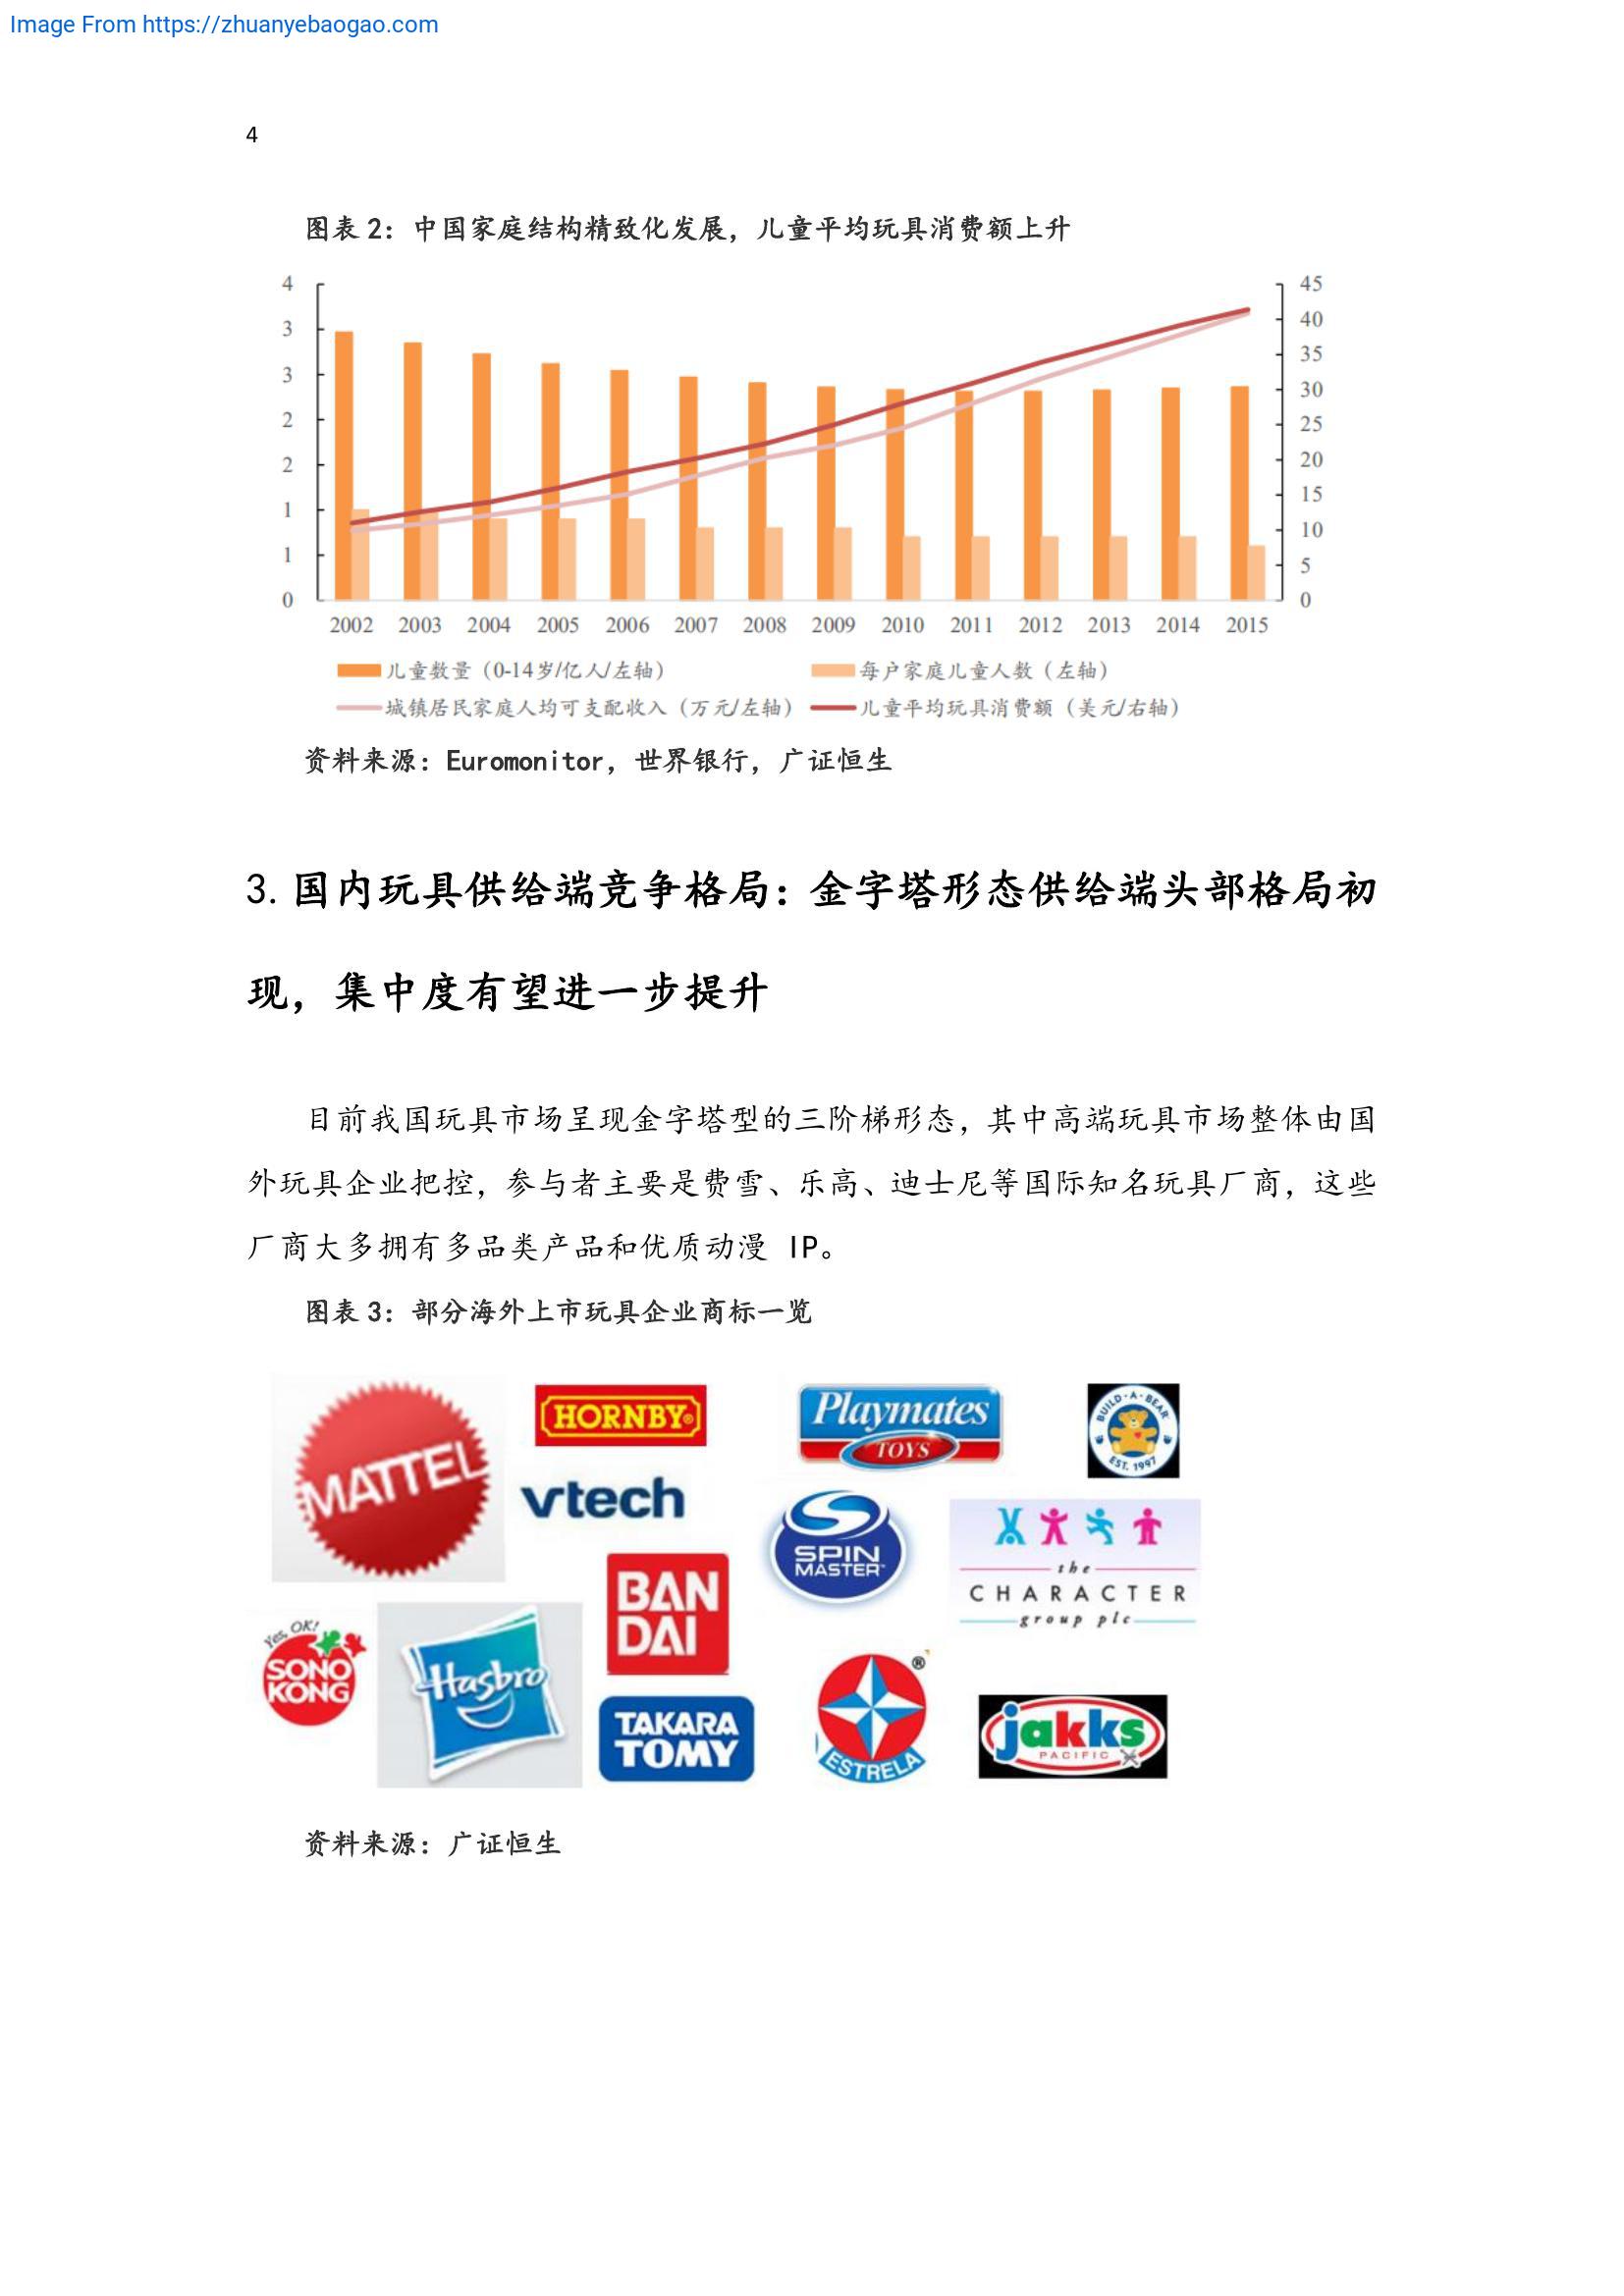 Image From https://zhuanyebaogao.com
4
图表 2：中国家庭结构精致化发展，儿童平均玩具消费额上升
4
3
3
2
2
1
1
0
45
40
35
30
25
20
15
10
5
0
2002 2003 2004 2005 2006 2007 2008 2009 2010 2011 2012 2013 2014 2015
儿童数量（0-14岁/亿人/左轴） 每户家庭儿童人数（左轴）
城镇居民家庭人均可支配收入（万元/左轴） 儿童平均玩具消费额（美元/右轴）
资料来源：Euromonitor，世界银行，广证恒生
3. 国内玩具供给端竞争格局：金字塔形态供给端头部格局初
现，集中度有望进一步提升
目前我国玩具市场呈现金字塔型的三阶梯形态，其中高端玩具市场整体由国
外玩具企业把控，参与者主要是费雪、乐高、迪士尼等国际知名玩具厂商，这些
厂商大多拥有多品类产品和优质动漫 IP。
图表 3：部分海外上市玩具企业商标一览
MATTEL
HORNBY®
Playmates
TOYS
BUILD-A-BEAR
EST. 1997
vtech
SPIN
MASTER™
the
CHARACTER
group plc
BAN
DAI
Yes, OK!
SONO
KONG
Hasbro
TAKARA
TOMY
®
ESTRELA
jakks
PACIFIC
资料来源：广证恒生